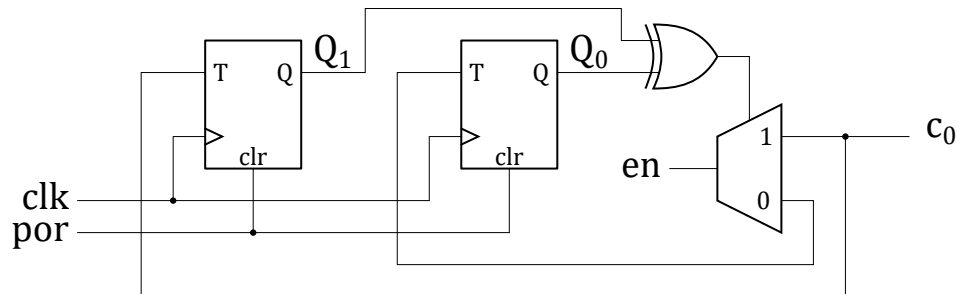 T Q Q₁
clr
T Q Q₀
clr
en
1
0
c₀
clk
por